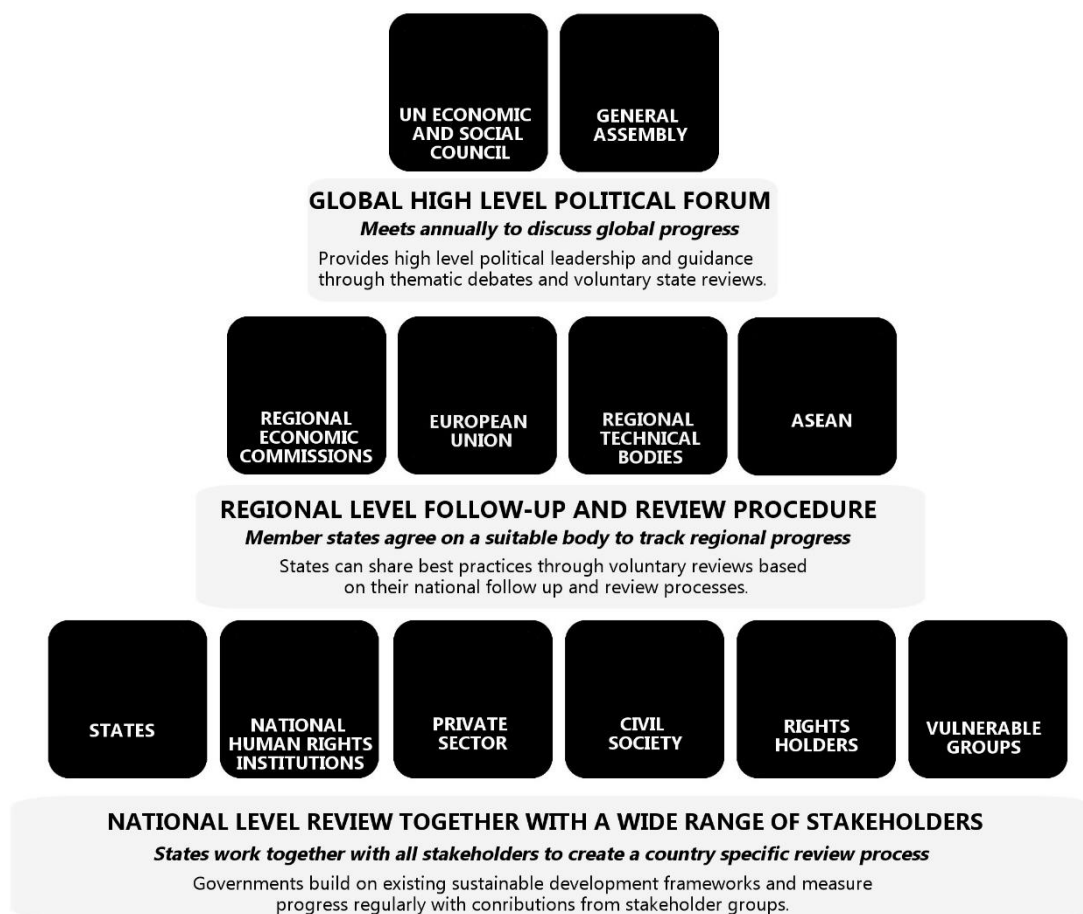 UN ECONOMIC
AND SOCIAL
COUNCIL
GENERAL
ASSEMBLY
GLOBAL HIGH LEVEL POLITICAL FORUM
Meets annually to discuss global progress
Provides high level political leadership and guidance
through thematic debates and voluntary state reviews.
REGIONAL
ECONOMIC
COMMISSIONS
EUROPEAN
UNION
REGIONAL
TECHNICAL
BODIES
ASEAN
REGIONAL LEVEL FOLLOW-UP AND REVIEW PROCEDURE
Member states agree on a suitable body to track regional progress
States can share best practices through voluntary reviews based
on their national follow up and review processes.
STATES
NATIONAL
HUMAN RIGHTS
INSTITUTIONS
PRIVATE
SECTOR
CIVIL
SOCIETY
RIGHTS
HOLDERS
VULNERABLE
GROUPS
NATIONAL LEVEL REVIEW TOGETHER WITH A WIDE RANGE OF STAKEHOLDERS
States work together with all stakeholders to create a country specific review process
Governments build on existing sustainable development frameworks and measure
progress regularly with conributions from stakeholder groups.